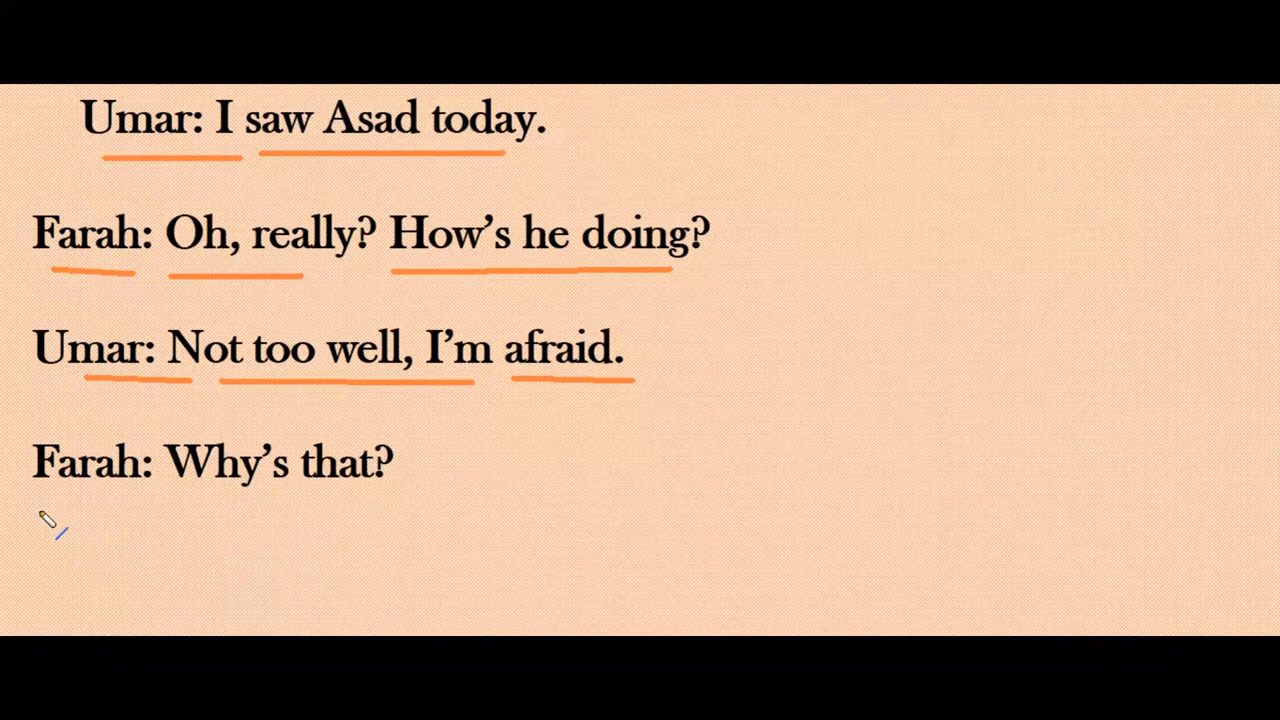 Umar: I saw Asad today.
Farah: Oh, really? How’s he doing?
Umar: Not too well, I’m afraid.
Farah: Why’s that?